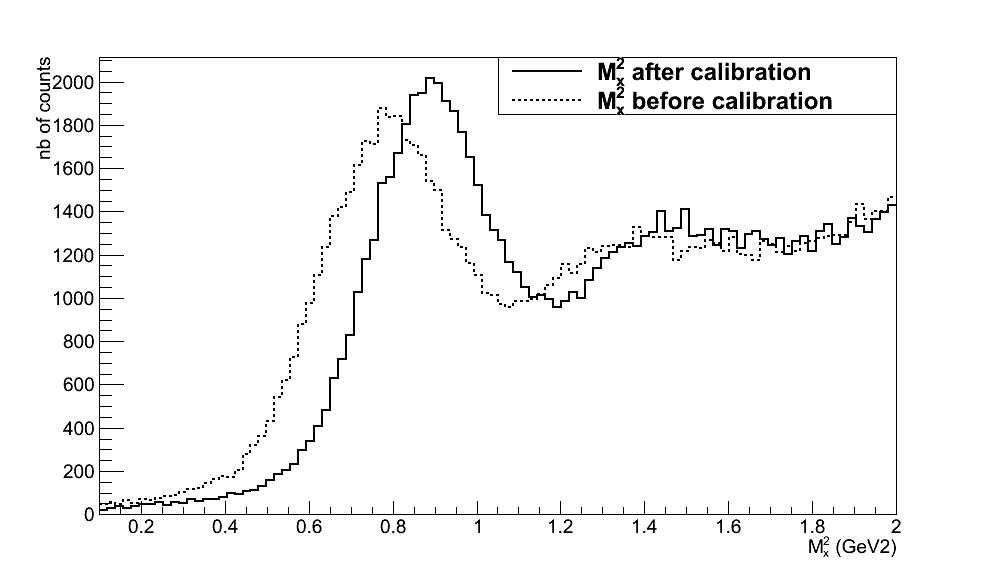 nb of counts
2000
1800
1600
1400
1200
1000
800
600
400
200
0
M²ₓ after calibration
M²ₓ before calibration
0.2 0.4 0.6 0.8 1 1.2 1.4 1.6 1.8 2
M²ₓ (GeV2)